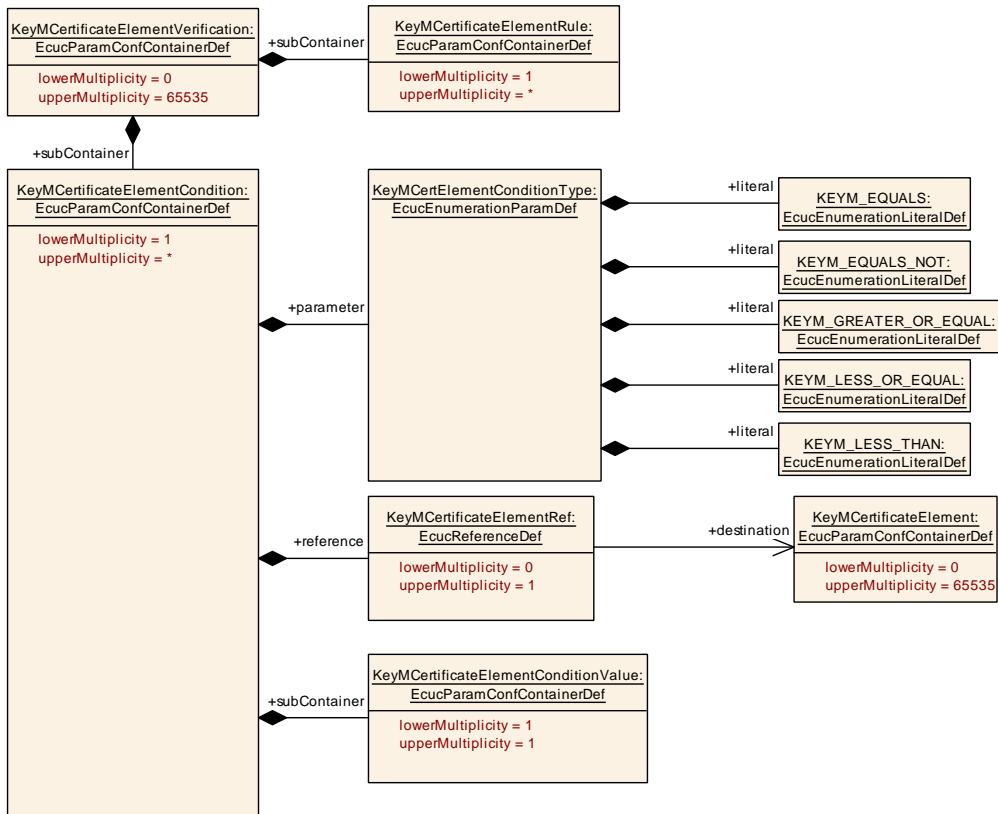 KeyMCertificateElementVerification:
EcucParamConfContainerDef
lowerMultiplicity = 0
upperMultiplicity = 65535
+subContainer
KeyMCertificateElementRule:
EcucParamConfContainerDef
lowerMultiplicity = 1
upperMultiplicity = *
+subContainer
KeyMCertificateElementCondition:
EcucParamConfContainerDef
lowerMultiplicity = 1
upperMultiplicity = *
+parameter
KeyMCertElementConditionType:
EcucEnumerationParamDef
+literal
KEYM_EQUALS:
EcucEnumerationLiteralDef
+literal
KEYM_EQUALS_NOT:
EcucEnumerationLiteralDef
+literal
KEYM_GREATER_OR_EQUAL:
EcucEnumerationLiteralDef
+literal
KEYM_LESS_OR_EQUAL:
EcucEnumerationLiteralDef
+literal
KEYM_LESS_THAN:
EcucEnumerationLiteralDef
+reference
KeyMCertificateElementRef:
EcucReferenceDef
lowerMultiplicity = 0
upperMultiplicity = 1
+destination
KeyMCertificateElement:
EcucParamConfContainerDef
lowerMultiplicity = 0
upperMultiplicity = 65535
+subContainer
KeyMCertificateElementConditionValue:
EcucParamConfContainerDef
lowerMultiplicity = 1
upperMultiplicity = 1